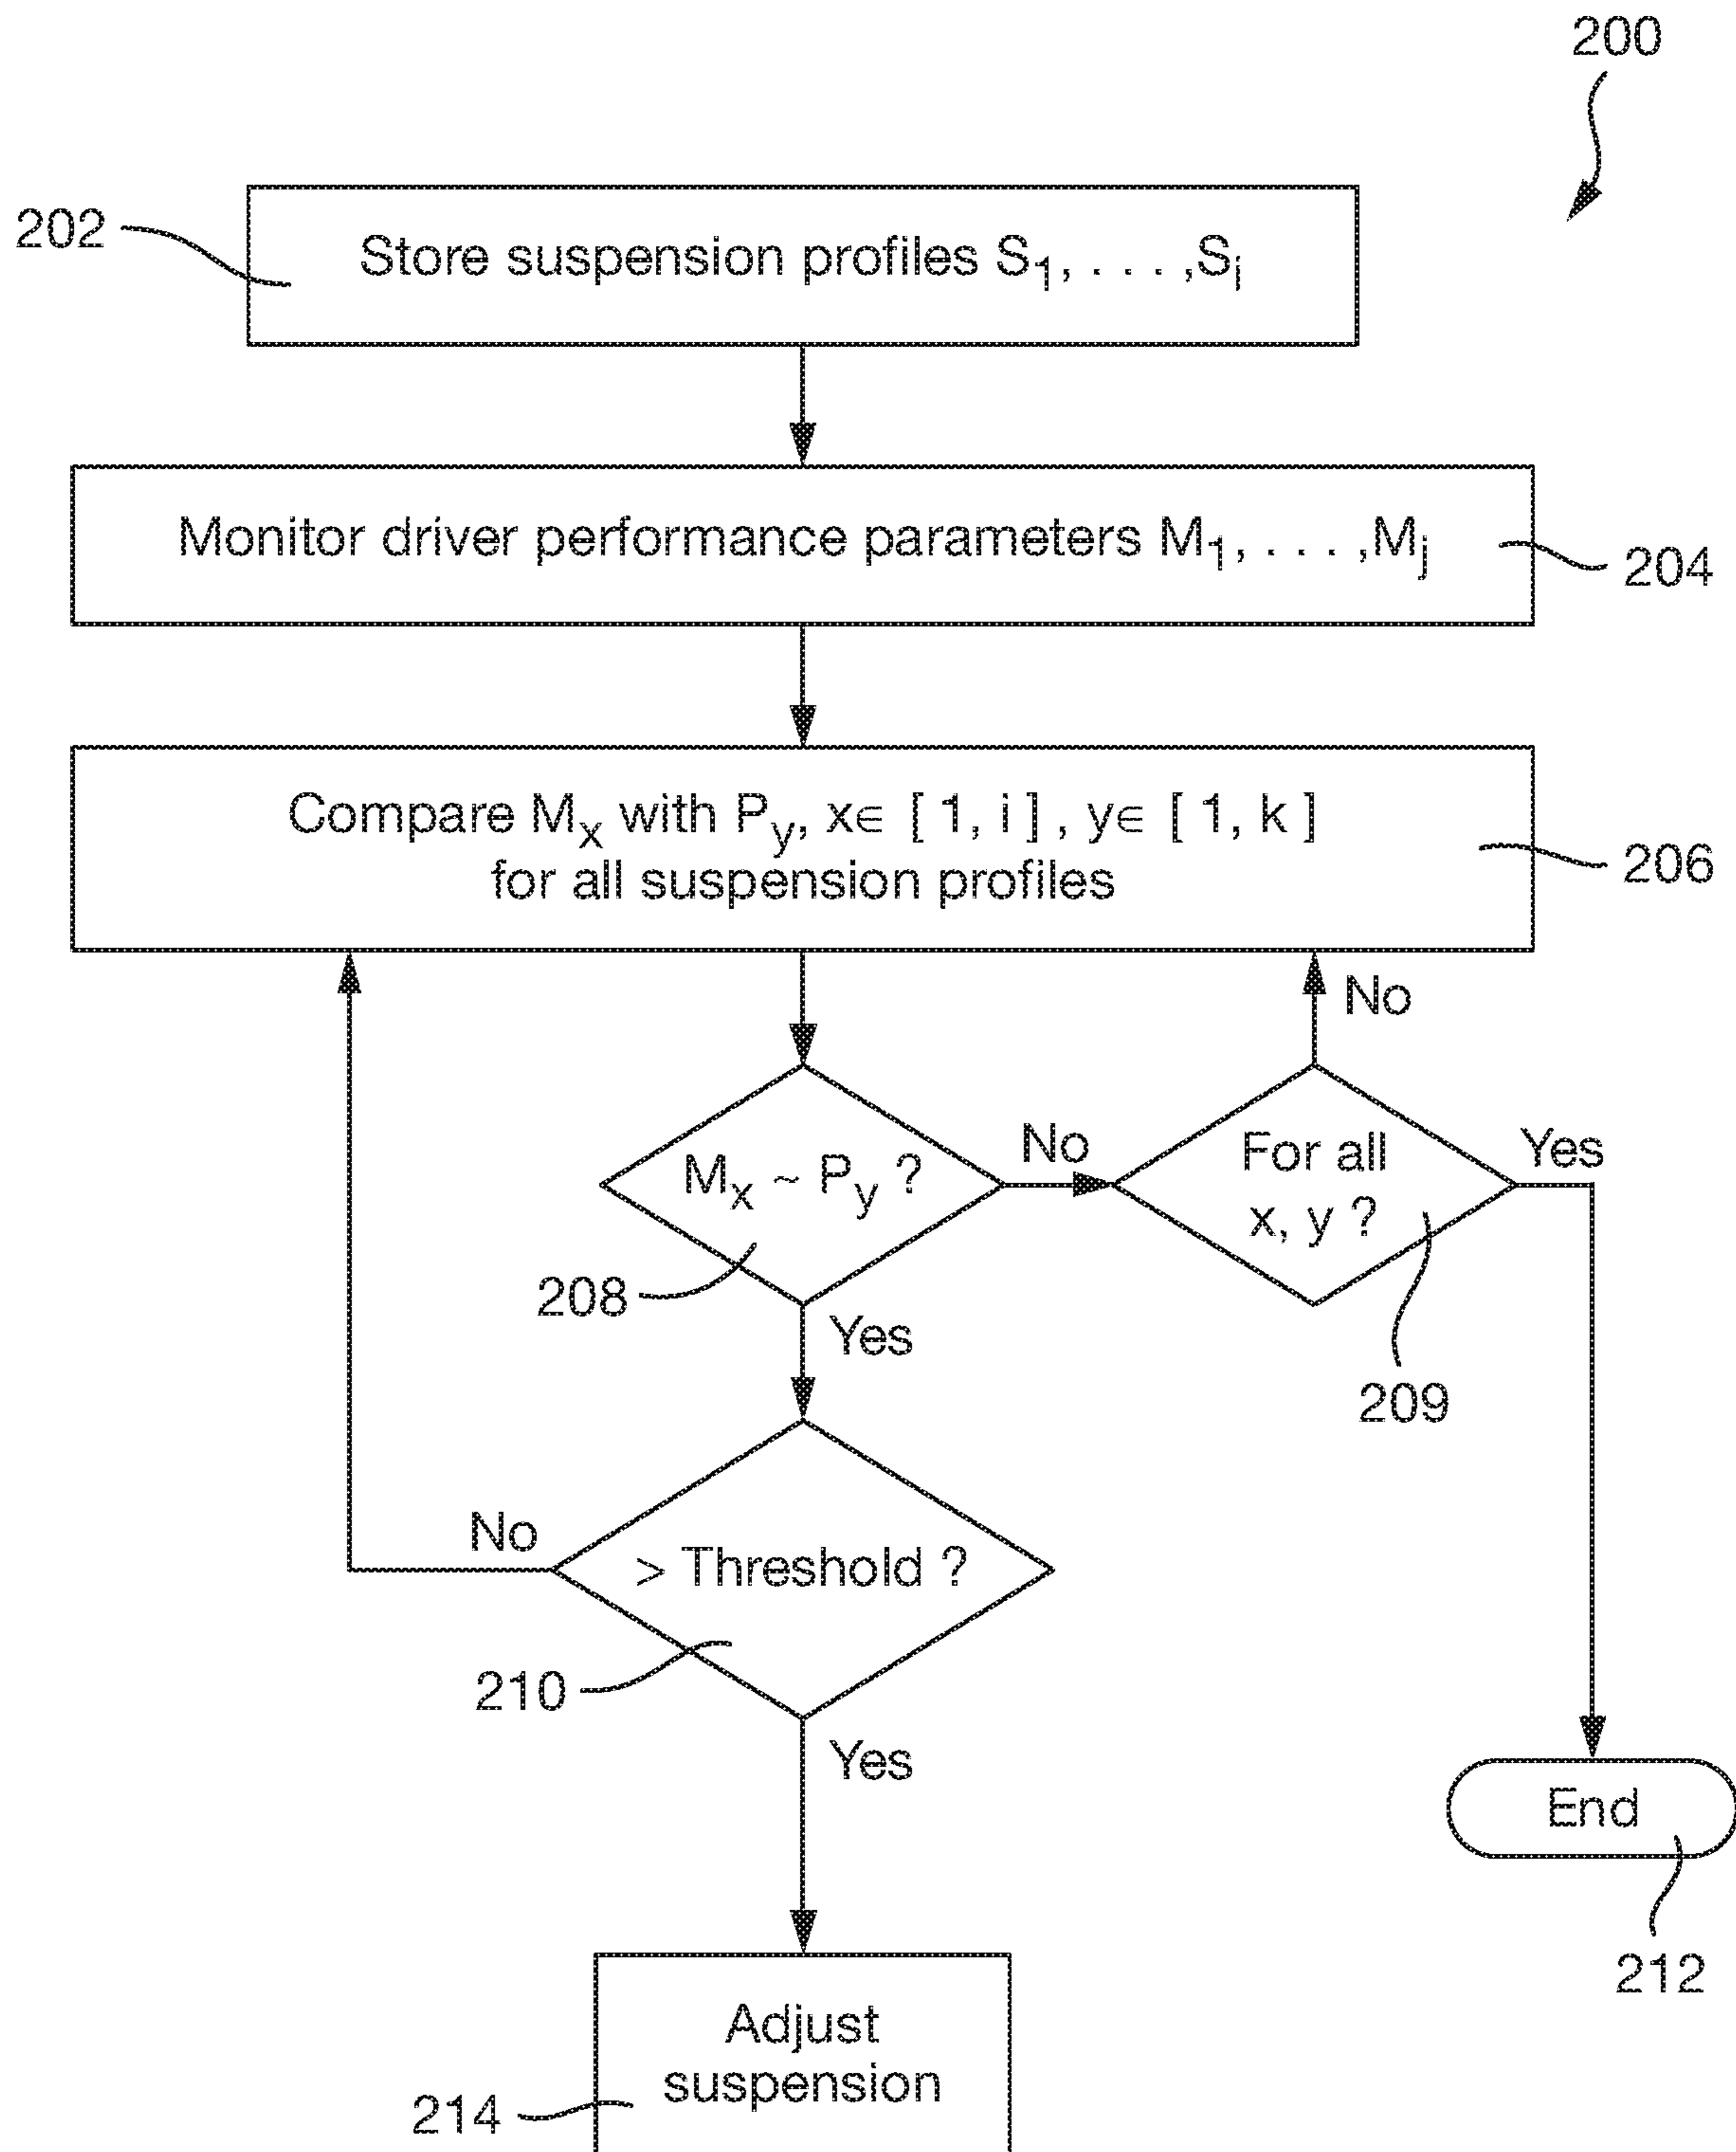 200
202
Store suspension profiles S1, . . . ,Si
Monitor driver performance parameters M1, . . . ,Mj
204
Compare Mx with Py, x∈ [ 1, i ] , y∈ [ 1, k ]
for all suspension profiles
206
No
Mx ~ Py ?
No
For all
x, y ?
Yes
208
Yes
209
No
> Threshold ?
210
Yes
End
212
Adjust
suspension
214